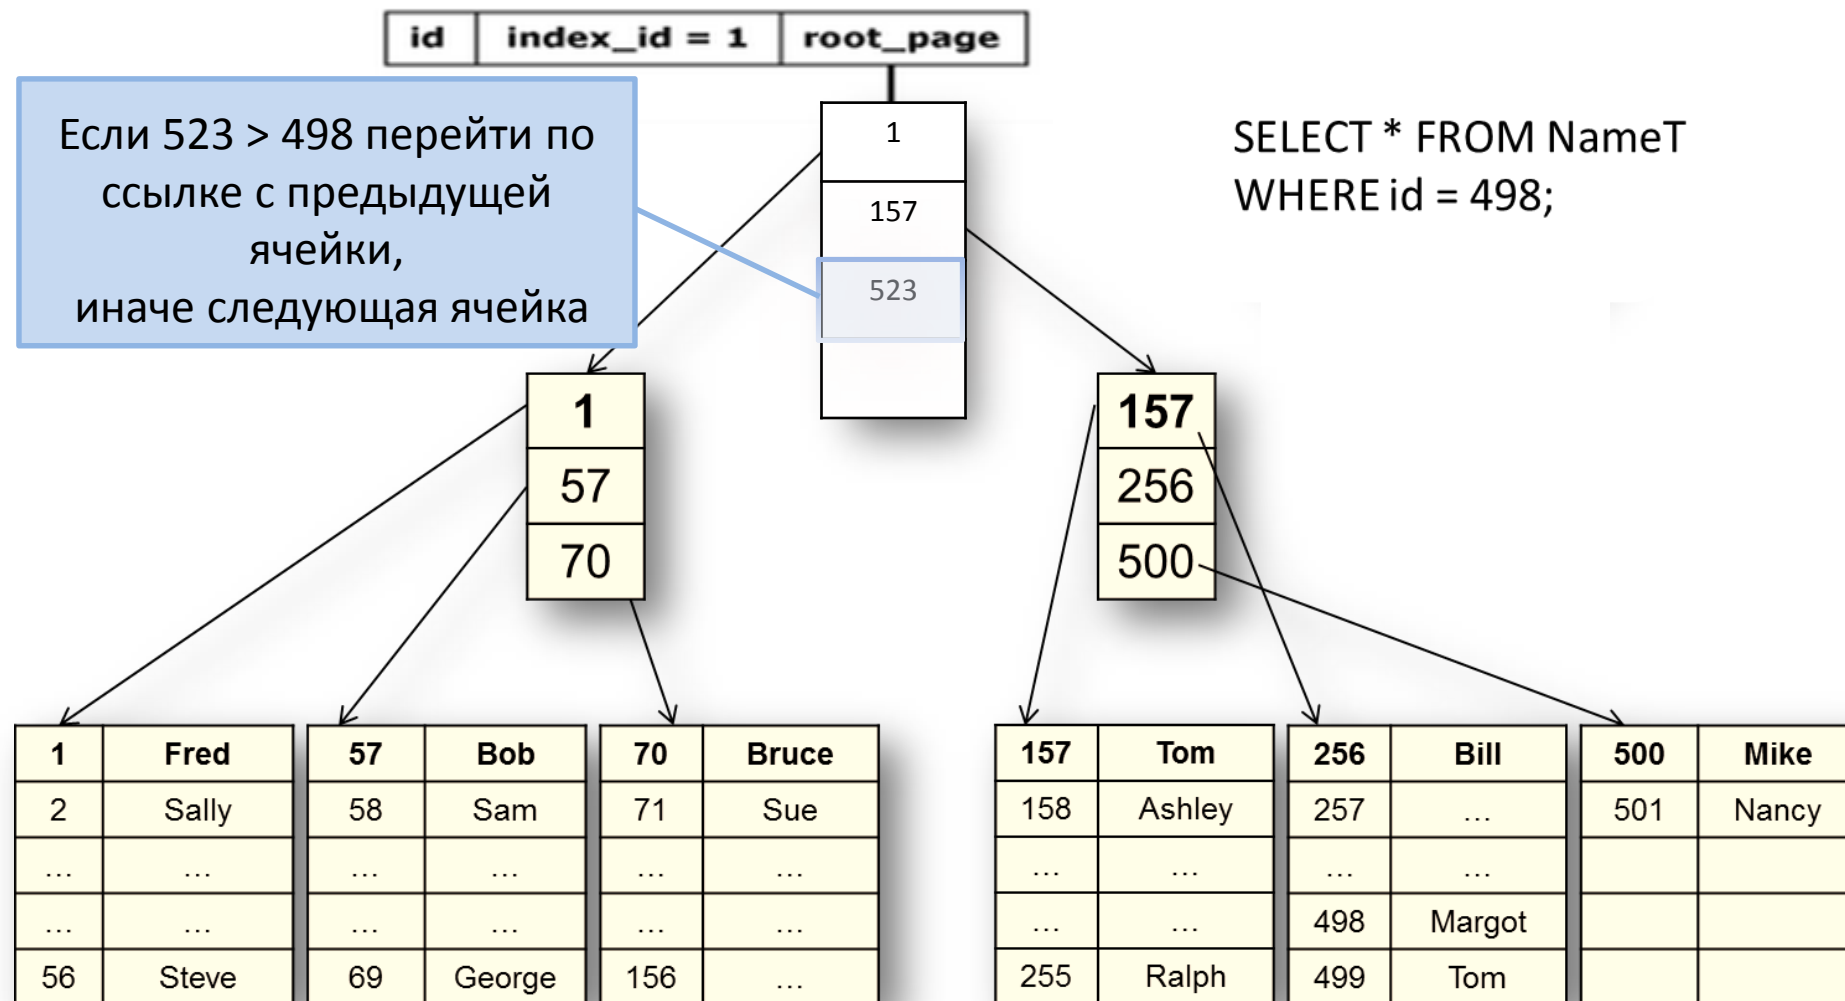 id index_id = 1 root_page
Если 523 > 498 перейти по
ссылке с предыдущей
ячейки,
иначе следующая ячейка
1
157
523
SELECT * FROM NameT
WHERE id = 498;
1
57
70
157
256
500
1 Fred
2 Sally
... ...
... ...
56 Steve
57 Bob
58 Sam
... ...
... ...
69 George
70 Bruce
71 Sue
... ...
... ...
156 ...
157 Tom
158 Ashley
... ...
... ...
255 Ralph
256 Bill
257 ...
... ...
498 Margot
499 Tom
500 Mike
501 Nancy